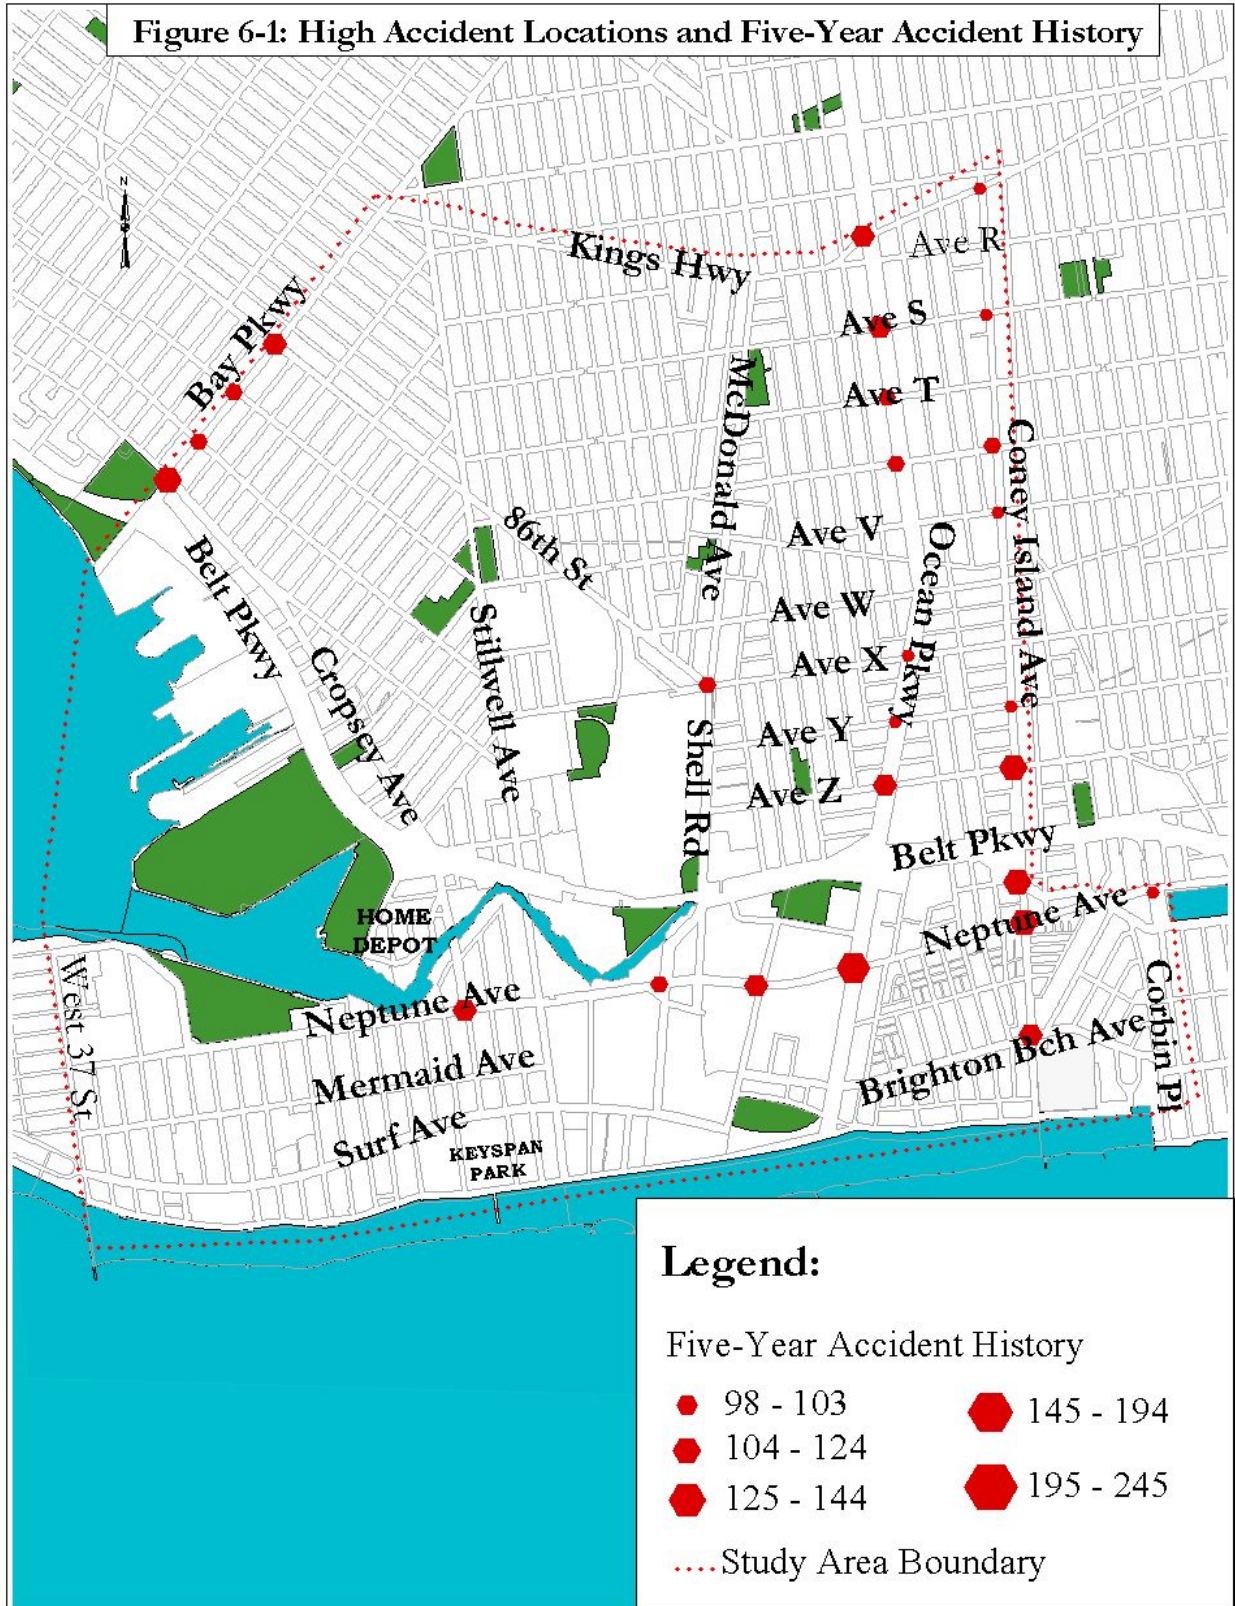 Figure 6-1: High Accident Locations and Five-Year Accident History
N
Kings Hwy
Ave R
Bay Pkwy
Ave S
McDonald Ave
Ave T
Coney Island Ave
86th St
Ave V
Ocean Pkwy
Belt Pkwy
Ave W
Stillwell Ave
Cropsey Ave
Ave X
Shell Rd
Ave Y
Ave Z
Belt Pkwy
HOME
DEPOT
Neptune Ave
West 37 St
Neptune Ave
Corbin Pl
Mermaid Ave
Brighton Bch Ave
Surf Ave
KEYSPAN
PARK
Legend:
Five-Year Accident History
98 - 103
104 - 124
125 - 144
145 - 194
195 - 245
Study Area Boundary